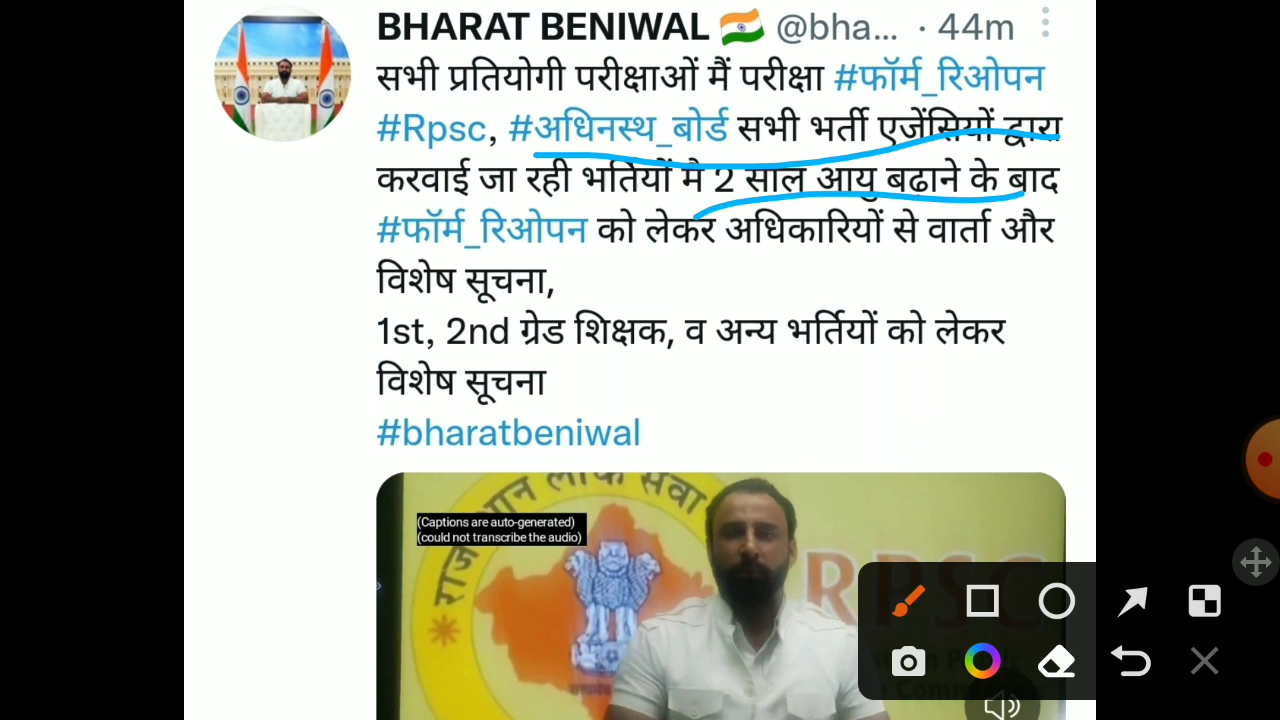 BHARAT BENIWAL 🇮🇳 @bha... · 44m
सभी प्रतियोगी परीक्षाओं मैं परीक्षा #फॉर्म_रिओपन
#Rpsc, #अधिनस्थ_बोर्ड सभी भर्ती एजेंसियों द्वारा
करवाई जा रही भर्तियों मे 2 साल आयु बढ़ाने के बाद
#फॉर्म_रिओपन को लेकर अधिकारियों से वार्ता और
विशेष सूचना,
1st, 2nd ग्रेड शिक्षक, व अन्य भर्तियों को लेकर
विशेष सूचना
#bharatbeniwal
(Captions are auto-generated)
(could not transcribe the audio)
लोक सेवा
RPSC